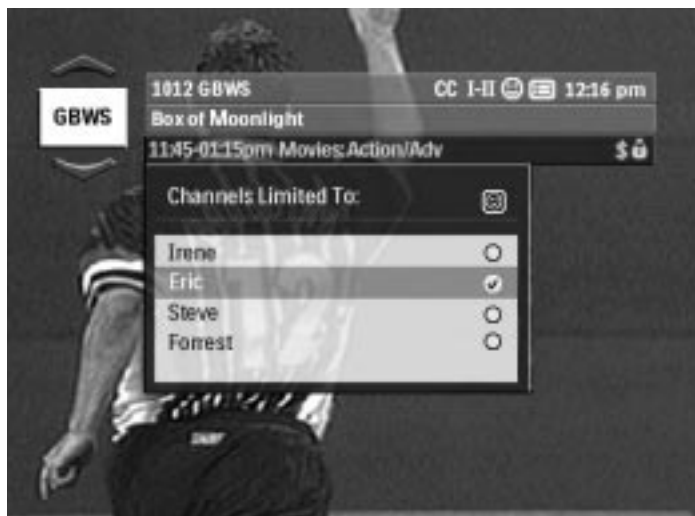 GBWS
1012 GBWS CC I-II 12:16 pm
Box of Moonlight
11:45-01:15pm Movies:Action/Adv $
Channels Limited To:
Irene
Eric
Steve
Forrest